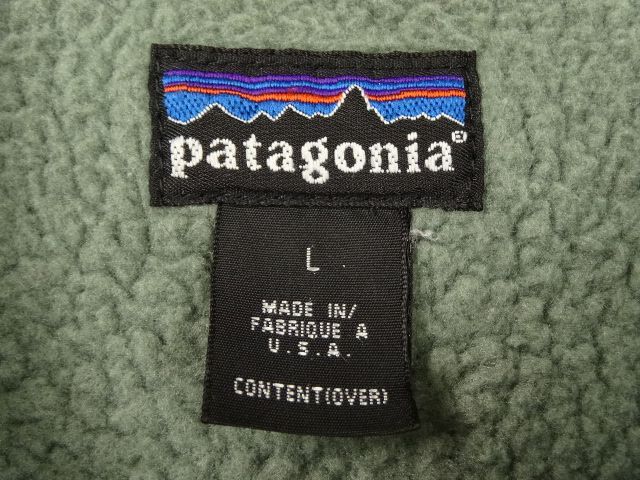 patagonia®
L
MADE IN/
FABRIQUE A
U.S.A.
CONTENT(OVER)